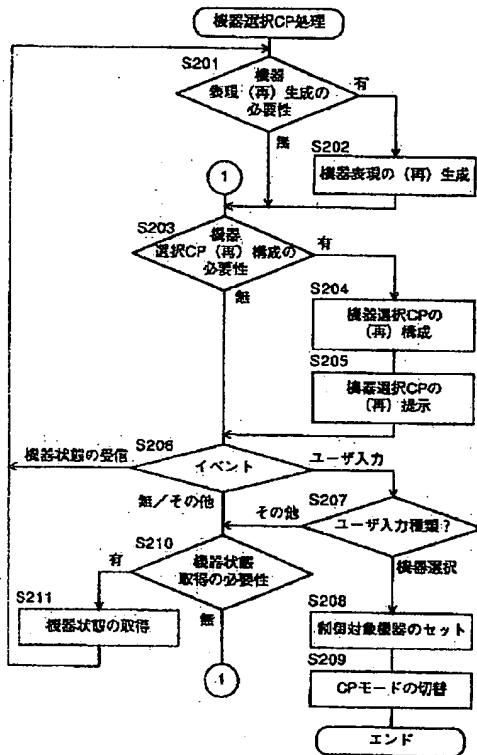 機器選択CP処理
S201
機器
表現(再)生成の
必要性
有
無
S202
機器表現の(再)生成
1
S203
機器
選択CP(再)構成の
必要性
有
無
S204
機器選択CPの
(再)構成
S205
機器選択CPの
(再)提示
機器状態の受信
S206
イベント
ユーザ入力
無/その他
その他
S207
ユーザ入力種類?
機器選択
S210
機器状態
取得の必要性
有
無
S211
機器状態の取得
1
S208
制御対象機器のセット
S209
CPモードの切替
エンド